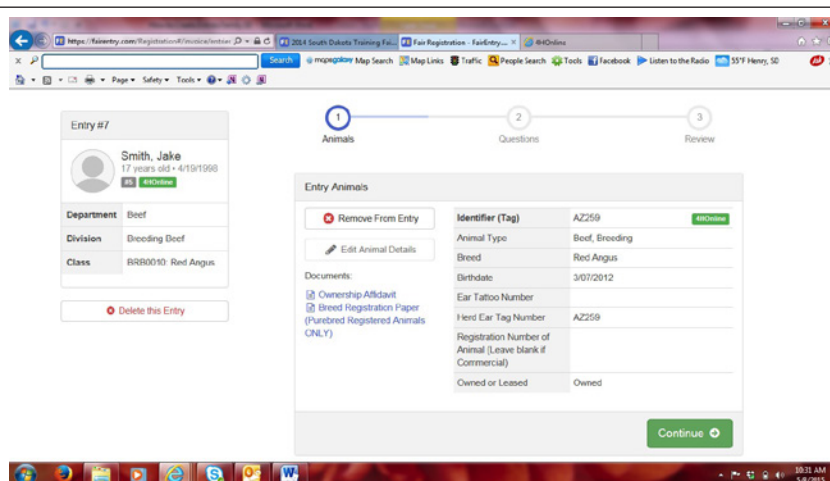 https://fairentry.com/Registration#/invoice/entries
2014 South Dakota Training Fai...
Fair Registration - FairEntry...
4HOnline
Search
mapgalaxy Map Search
Map Links
Traffic
People Search
Tools
Facebook
Listen to the Radio
55°F Henry, SD
Page
Safety
Tools
Entry #7
Smith, Jake
17 years old • 4/19/1998
#5 4HOnline
Department Beef
Division Breeding Beef
Class BRB0010: Red Angus
Delete this Entry
1
Animals
2
Questions
3
Review
Entry Animals
Remove From Entry
Edit Animal Details
Documents:
Ownership Affidavit
Breed Registration Paper
(Purebred Registered Animals
ONLY)
Identifier (Tag) AZ259 4HOnline
Animal Type Beef, Breeding
Breed Red Angus
Birthdate 3/07/2012
Ear Tattoo Number
Herd Ear Tag Number AZ259
Registration Number of
Animal (Leave blank if
Commercial)
Owned or Leased Owned
Continue
10:31 AM
5/8/2015